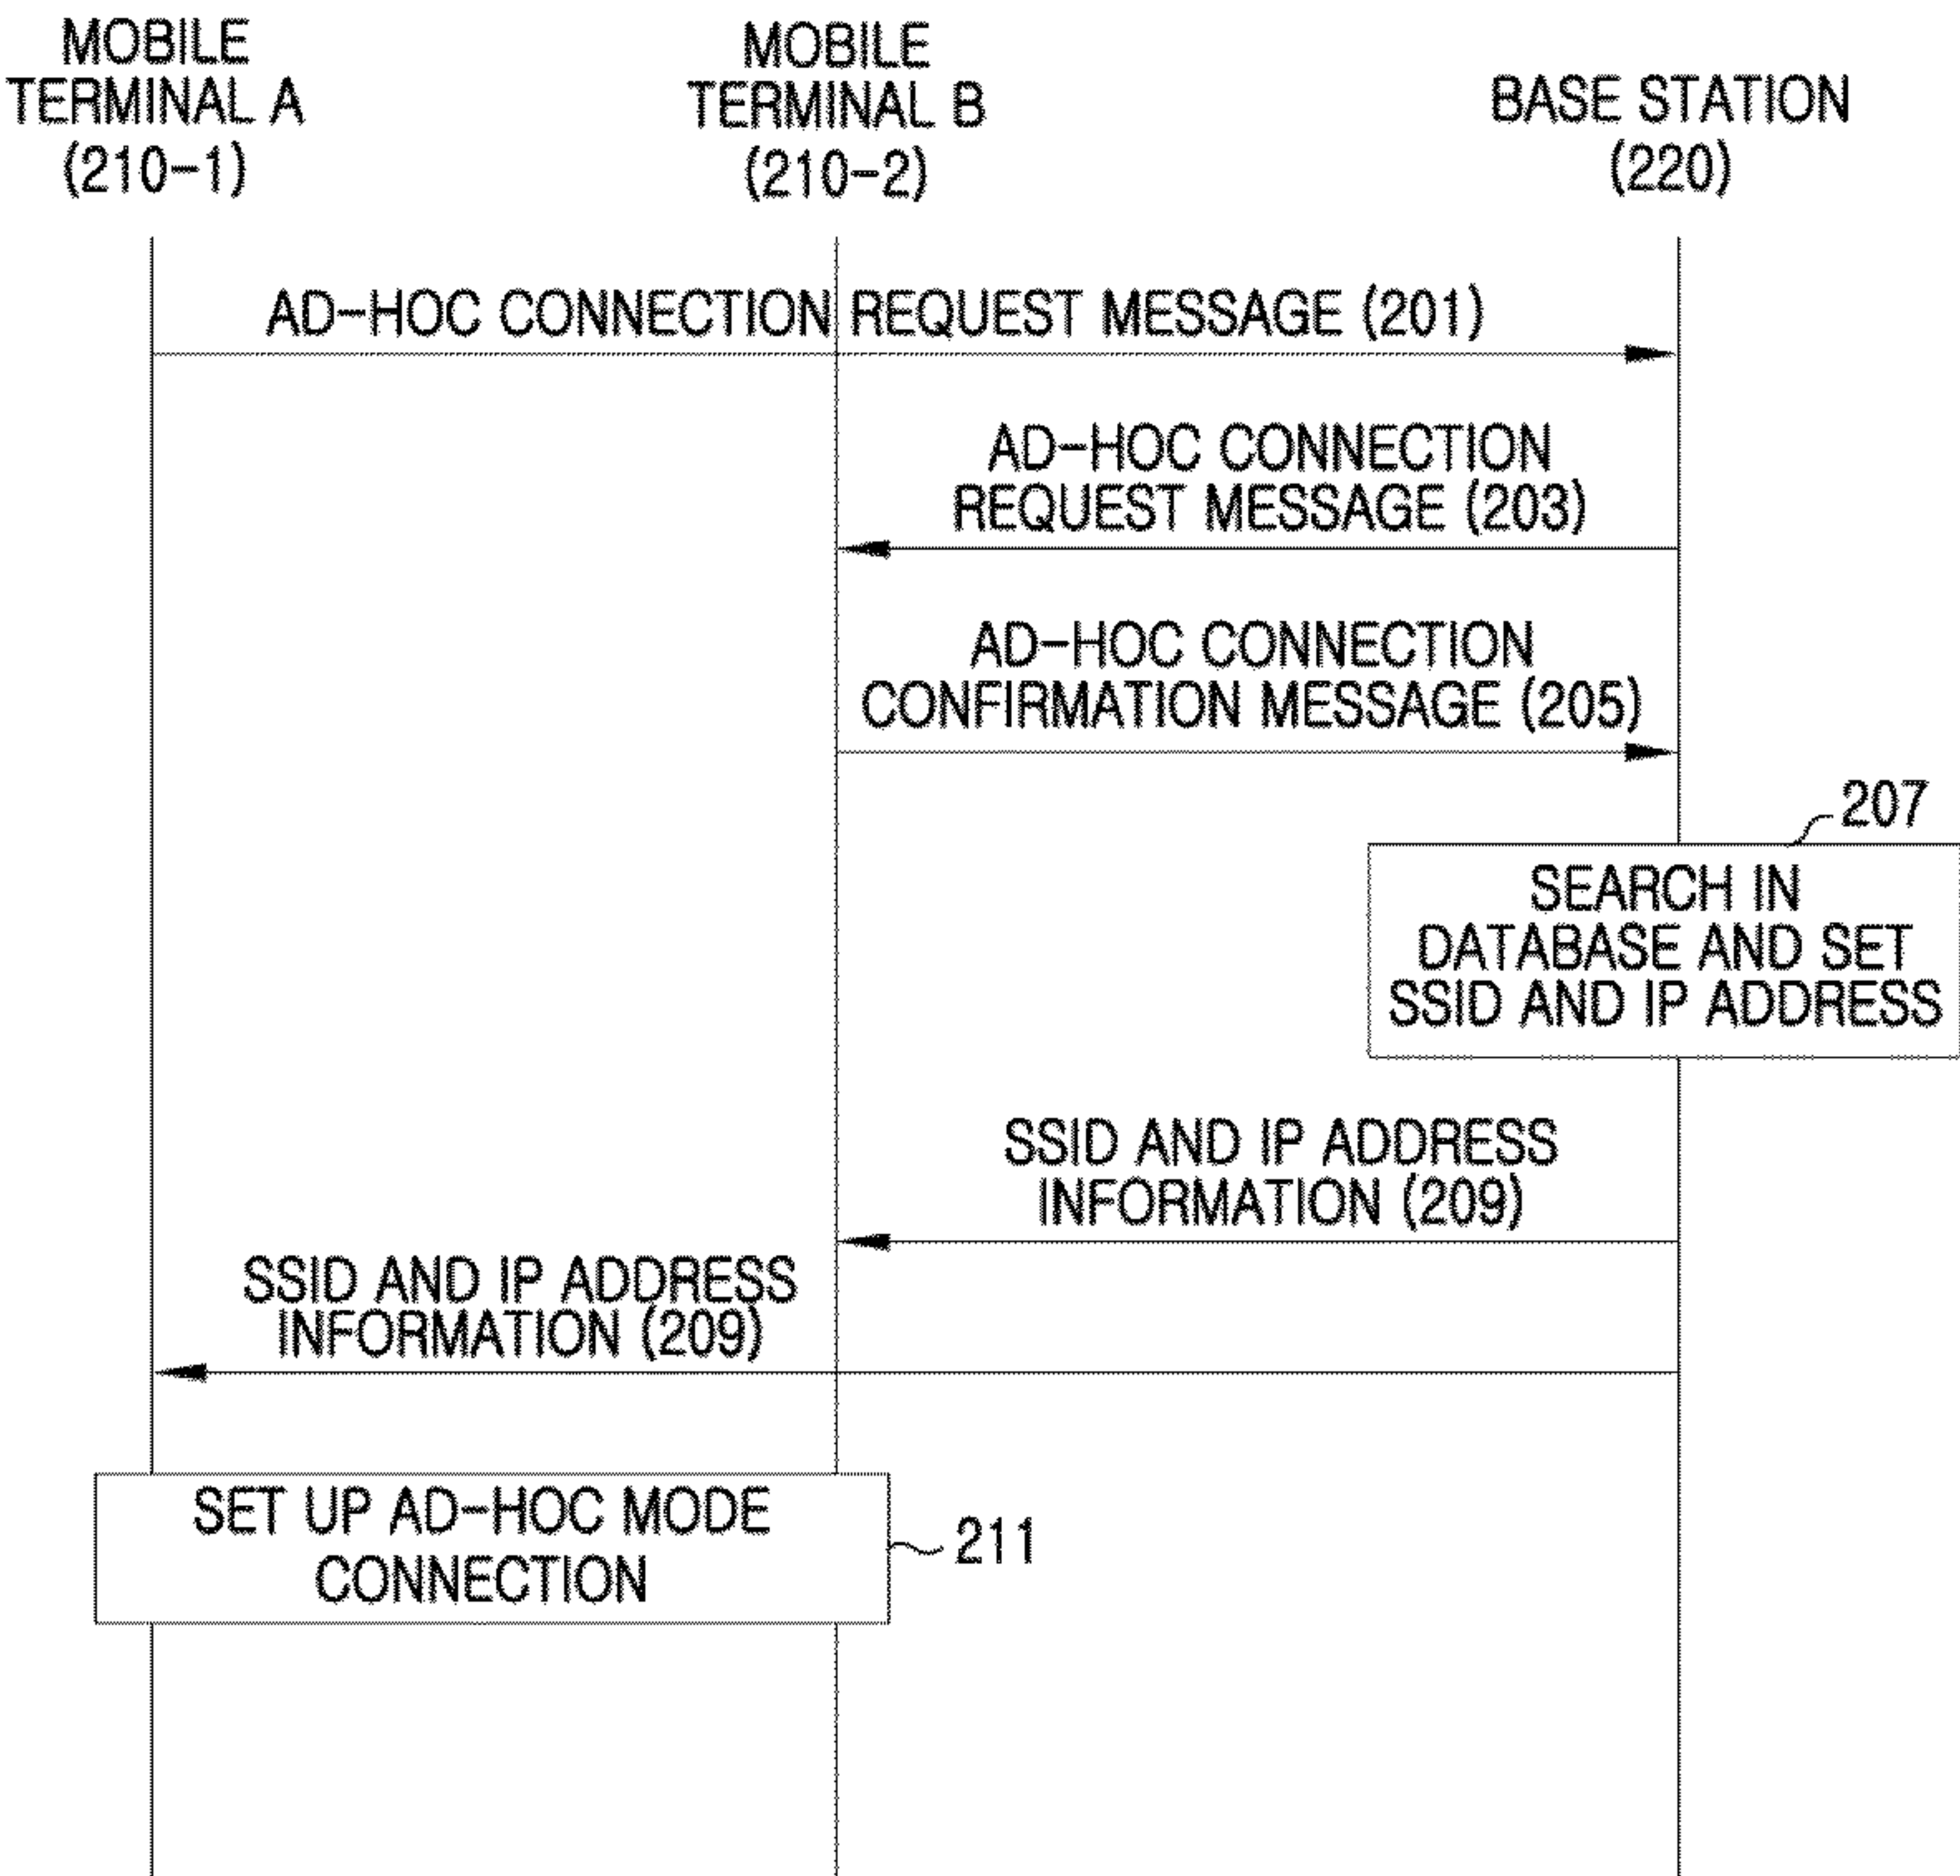 MOBILE
TERMINAL A
(210-1)
MOBILE
TERMINAL B
(210-2)
BASE STATION
(220)
AD-HOC CONNECTION REQUEST MESSAGE (201)
AD-HOC CONNECTION
REQUEST MESSAGE (203)
AD-HOC CONNECTION
CONFIRMATION MESSAGE (205)
207
SEARCH IN
DATABASE AND SET
SSID AND IP ADDRESS
SSID AND IP ADDRESS
INFORMATION (209)
SSID AND IP ADDRESS
INFORMATION (209)
SET UP AD-HOC MODE
CONNECTION
211